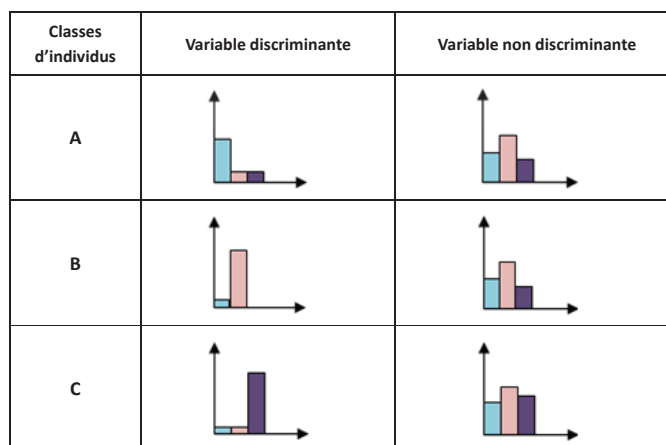 Classes
d’individus
Variable discriminante
Variable non discriminante
A
B
C